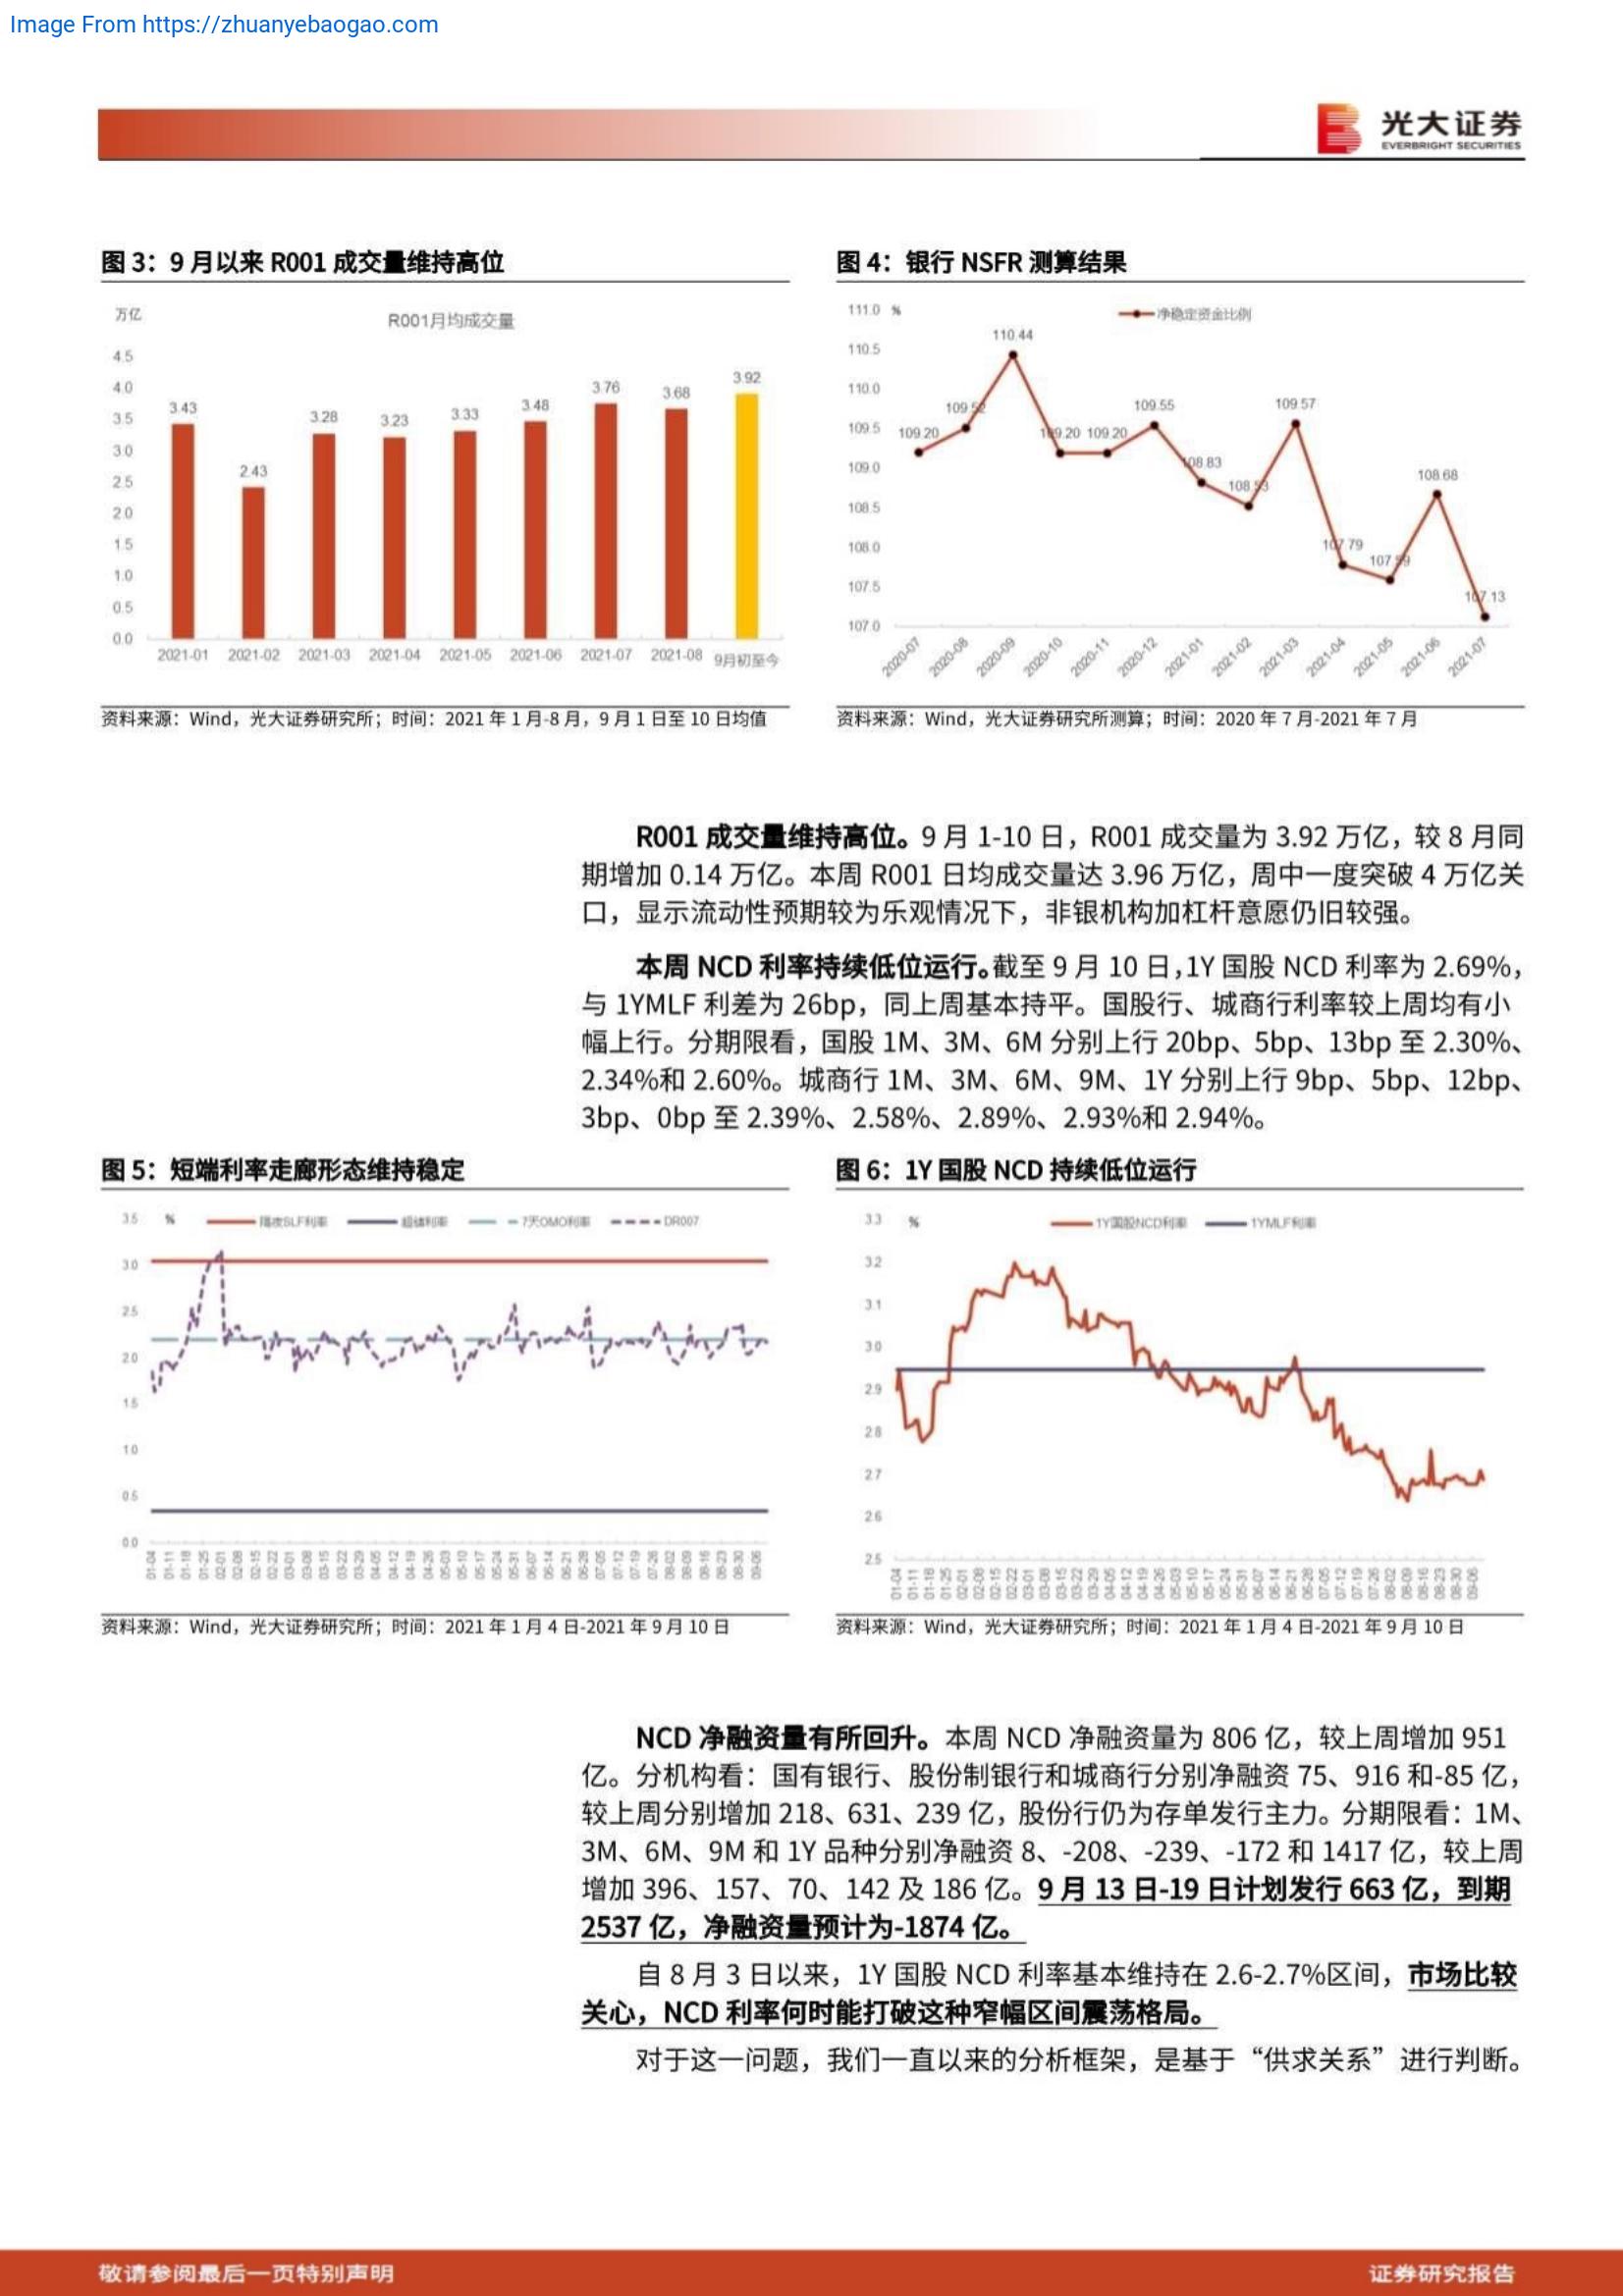 Image From https://zhuanyebaogao.com
光大证券
EVERBRIGHT SECURITIES
图 3：9 月以来 R001 成交量维持高位
万亿
R001月均成交量
4.5
4.0
3.5
3.0
2.5
2.0
1.5
1.0
0.5
0.0
3.43
2.43
3.28
3.23
3.33
3.48
3.76
3.68
3.92
2021-01 2021-02 2021-03 2021-04 2021-05 2021-06 2021-07 2021-08 9月初至今
资料来源：Wind，光大证券研究所；时间：2021 年 1 月-8 月，9 月 1 日至 10 日均值
图 4：银行 NSFR 测算结果
111.0 %
净稳定资金比例
110.5
110.0
109.5
109.0
108.5
108.0
107.5
107.0
109.20
109.52
110.44
109.20
109.20
109.55
108.83
108.53
109.57
107.79
107.59
108.68
107.13
2020-07 2020-08 2020-09 2020-10 2020-11 2020-12 2021-01 2021-02 2021-03 2021-04 2021-05 2021-06 2021-07
资料来源：Wind，光大证券研究所测算；时间：2020 年 7 月-2021 年 7 月
R001 成交量维持高位。9 月 1-10 日，R001 成交量为 3.92 万亿，较 8 月同
期增加 0.14 万亿。本周 R001 日均成交量达 3.96 万亿，周中一度突破 4 万亿关
口，显示流动性预期较为乐观情况下，非银机构加杠杆意愿仍旧较强。
本周 NCD 利率持续低位运行。截至 9 月 10 日，1Y 国股 NCD 利率为 2.69%，
与 1YMLF 利差为 26bp，同上周基本持平。国股行、城商行利率较上周均有小
幅上行。分期限看，国股 1M、3M、6M 分别上行 20bp、5bp、13bp 至 2.30%、
2.34%和 2.60%。城商行 1M、3M、6M、9M、1Y 分别上行 9bp、5bp、12bp、
3bp、0bp 至 2.39%、2.58%、2.89%、2.93%和 2.94%。
图 5：短端利率走廊形态维持稳定
3.5 %
隔夜SLF利率 超储利率 7天OMO利率 DR007
3.0
2.5
2.0
1.5
1.0
0.5
0.0
01-04 01-11 01-18 01-25 02-01 02-08 02-15 02-22 03-01 03-08 03-15 03-22 03-29 04-05 04-12 04-19 04-26 05-03 05-10 05-17 05-24 05-31 06-07 06-14 06-21 06-28 07-05 07-12 07-19 07-26 08-02 08-09 08-16 08-23 08-30 09-06
资料来源：Wind，光大证券研究所；时间：2021 年 1 月 4 日-2021 年 9 月 10 日
图 6：1Y 国股 NCD 持续低位运行
3.3 %
1Y国股NCD利率 1YMLF利率
3.2
3.1
3.0
2.9
2.8
2.7
2.6
2.5
01-04 01-11 01-18 01-25 02-01 02-08 02-15 02-22 03-01 03-08 03-15 03-22 03-29 04-05 04-12 04-19 04-26 05-03 05-10 05-17 05-24 05-31 06-07 06-14 06-21 06-28 07-05 07-12 07-19 07-26 08-02 08-09 08-16 08-23 08-30 09-06
资料来源：Wind，光大证券研究所；时间：2021 年 1 月 4 日-2021 年 9 月 10 日
NCD 净融资量有所回升。本周 NCD 净融资量为 806 亿，较上周增加 951
亿。分机构看：国有银行、股份制银行和城商行分别净融资 75、916 和-85 亿，
较上周分别增加 218、631、239 亿，股份行仍为存单发行主力。分期限看：1M、
3M、6M、9M 和 1Y 品种分别净融资 8、-208、-239、-172 和 1417 亿，较上周
增加 396、157、70、142 及 186 亿。9 月 13 日-19 日计划发行 663 亿，到期
2537 亿，净融资量预计为-1874 亿。
自 8 月 3 日以来，1Y 国股 NCD 利率基本维持在 2.6-2.7%区间，市场比较
关心，NCD 利率何时能打破这种窄幅区间震荡格局。
对于这一问题，我们一直以来的分析框架，是基于“供求关系”进行判断。
敬请参阅最后一页特别声明
证券研究报告